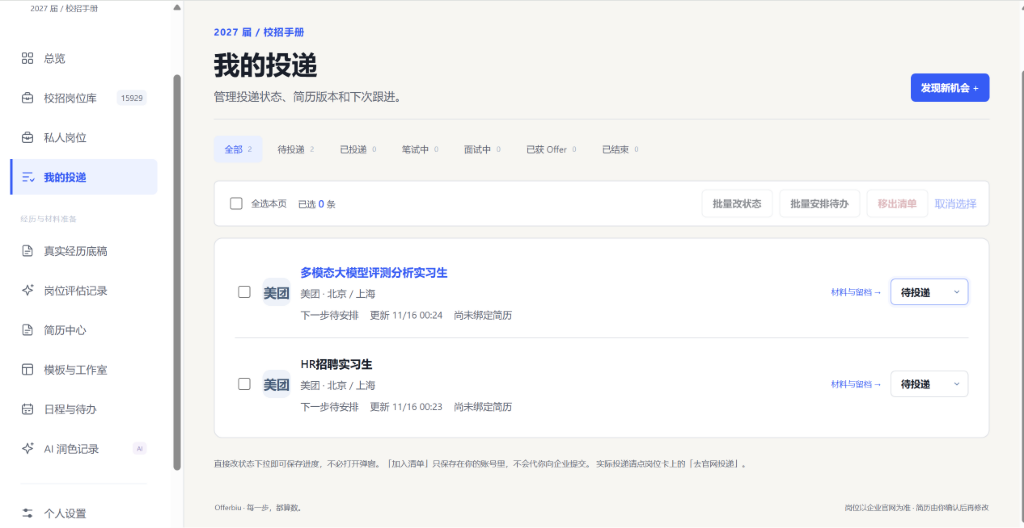 2027 届 / 校招手册
总览
校招岗位库 15929
私人岗位
我的投递
经历与材料准备
真实经历底稿
岗位评估记录
简历中心
模板与工作室
日程与待办
AI 润色记录 AI
个人设置
2027 届 / 校招手册
我的投递
管理投递状态、简历版本和下次跟进。
发现新机会 +
全部 2 待投递 2 已投递 0 笔试中 0 面试中 0 已获 Offer 0 已结束 0
全选本页 已选 0 条 批量改状态 批量安排待办 移出清单 取消选择
多模态大模型评测分析实习生
美团 美团 · 北京 / 上海 材料与留档 → 待投递
下一步待安排 更新 11/16 00:24 尚未绑定简历
HR招聘实习生
美团 美团 · 北京 / 上海 材料与留档 → 待投递
下一步待安排 更新 11/16 00:23 尚未绑定简历
直接改状态下拉即可保存进度，不必打开弹窗。「加入清单」只保存在你的账号里，不会代你向企业提交。 实际投递请点岗位卡上的「去官网投递」。
Offerbiu · 每一步，都算数。 岗位以企业官网为准 · 简历由你确认后再修改